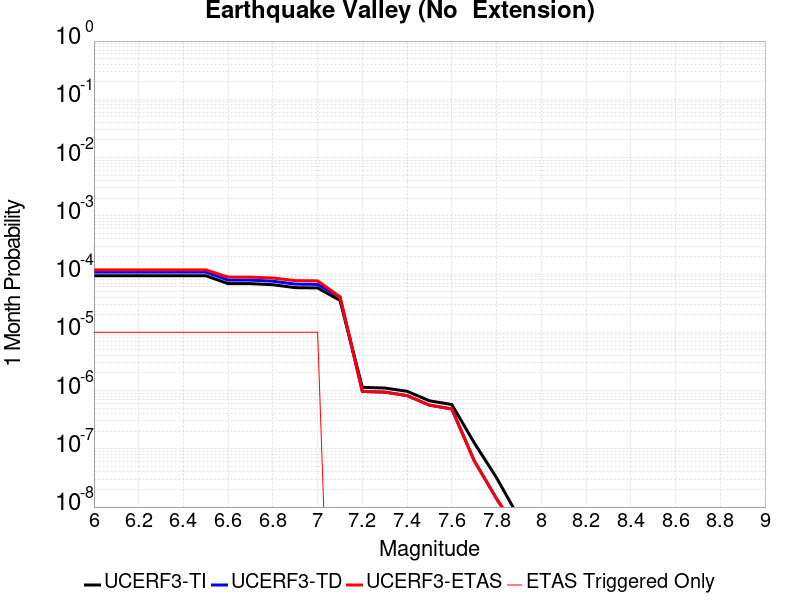 Earthquake Valley (No  Extension)
10^0
10^-1
10^-2
10^-3
10^-4
10^-5
10^-6
10^-7
10^-8
1 Month Probability
6 6.2 6.4 6.6 6.8 7 7.2 7.4 7.6 7.8 8 8.2 8.4 8.6 8.8 9
Magnitude
UCERF3-TI UCERF3-TD UCERF3-ETAS ETAS Triggered Only